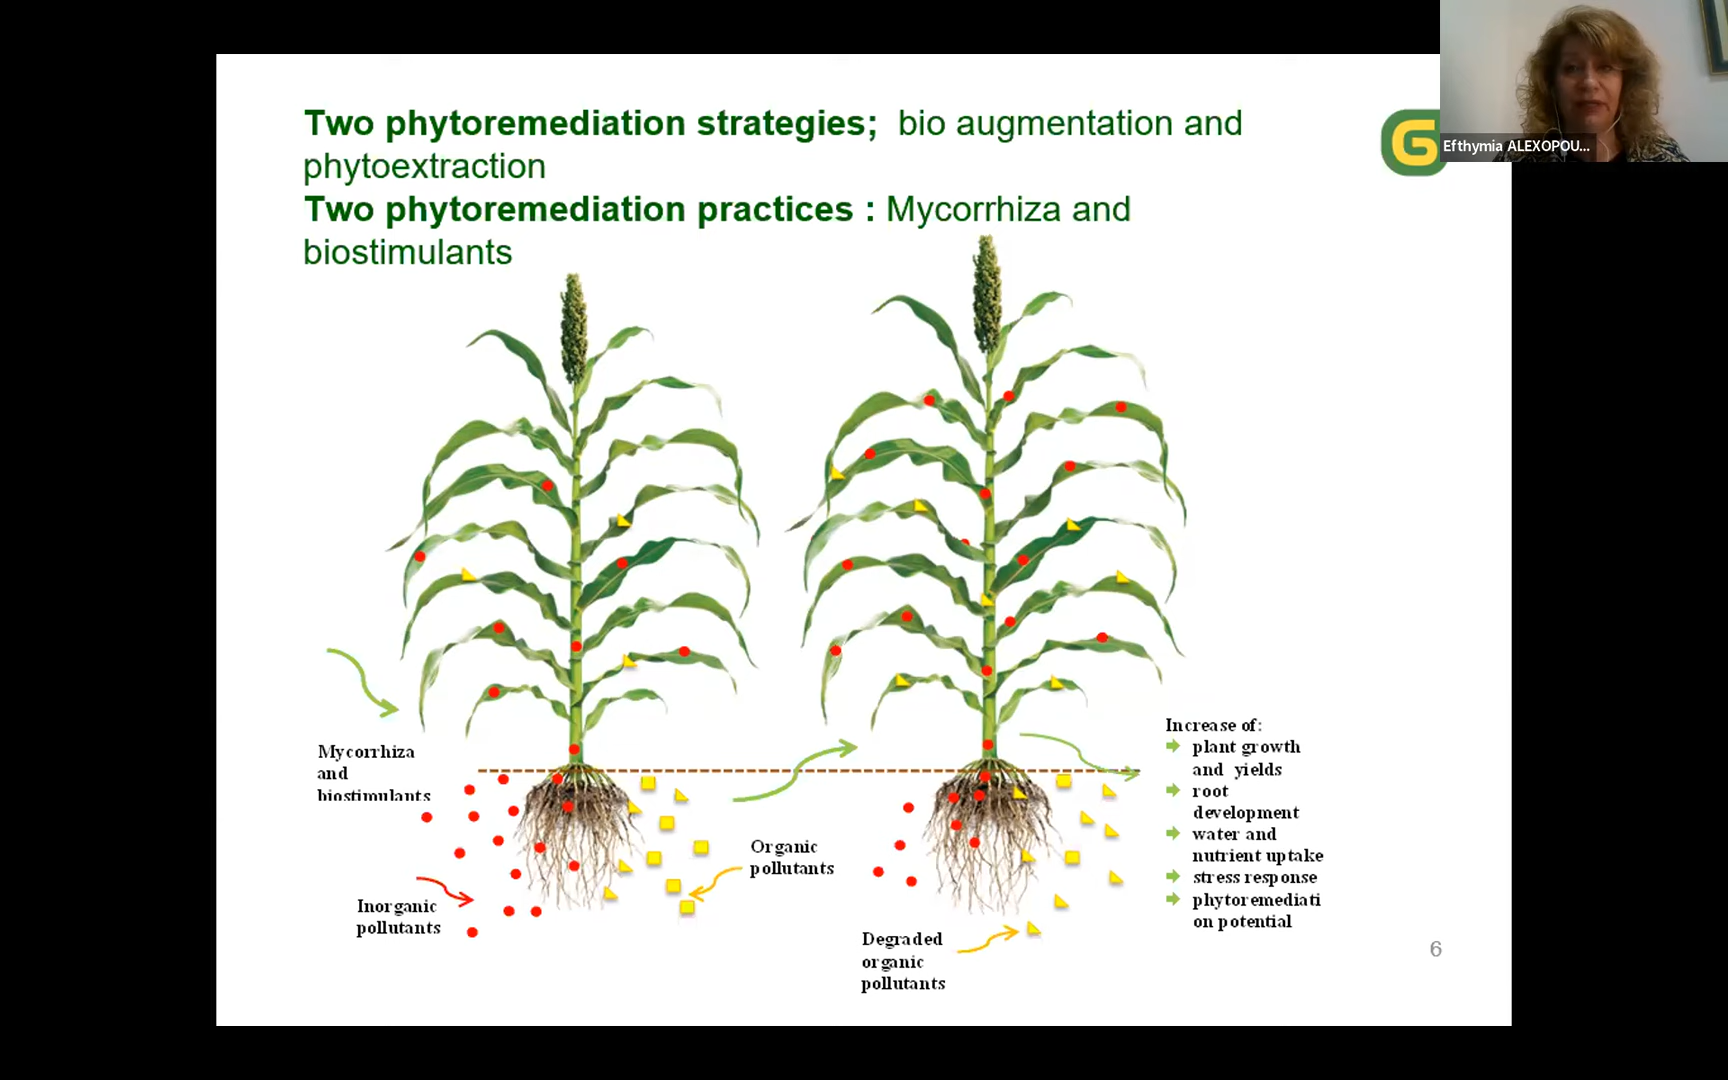 Two phytoremediation strategies; bio augmentation and
phytoextraction
Two phytoremediation practices : Mycorrhiza and
biostimulants
G
Efthymia ALEXOPOU...
Mycorrhiza
and
biostimulants
Inorganic
pollutants
Organic
pollutants
Degraded
organic
pollutants
Increase of:
plant growth
and yields
root
development
water and
nutrient uptake
stress response
phytoremediati
on potential
6